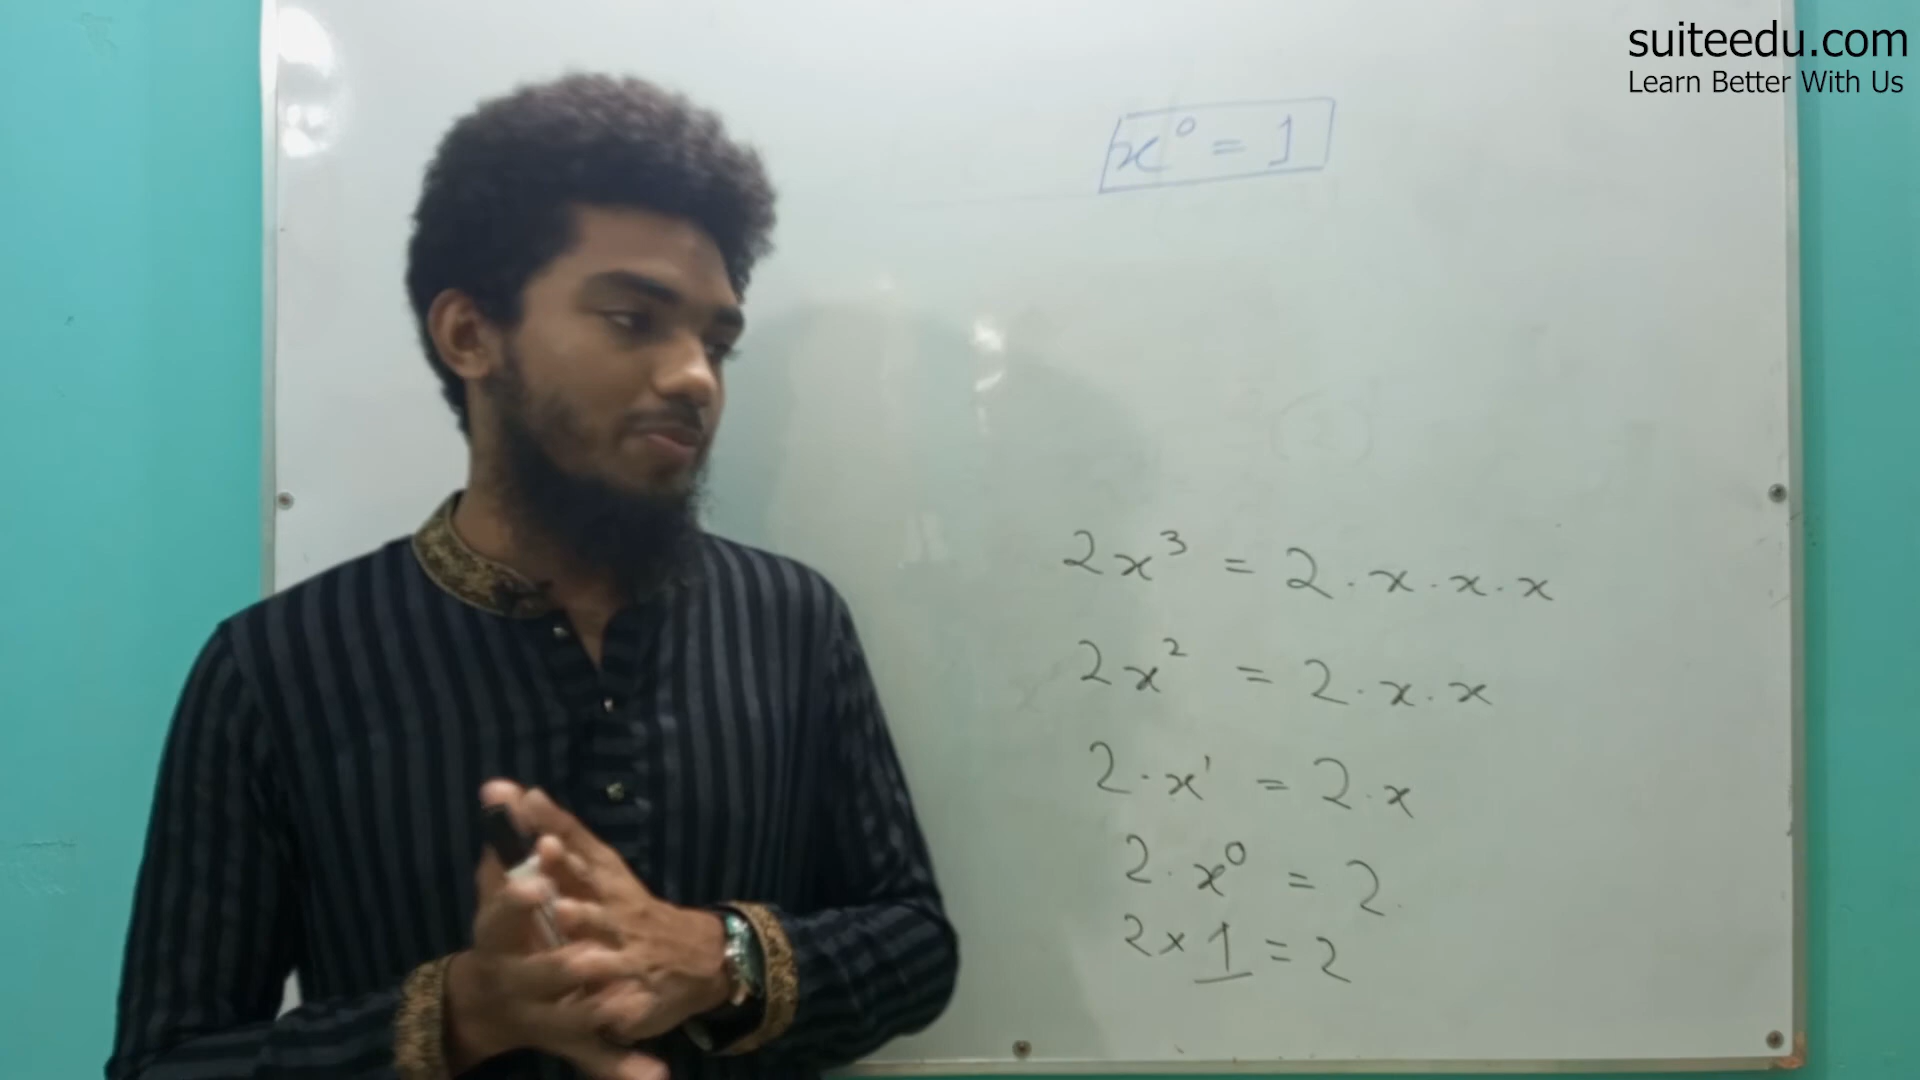 suiteedu.com
Learn Better With Us
x⁰ = 1
2x³ = 2 · x · x · x
2x² = 2 · x · x
2 · x¹ = 2 · x
2 · x⁰ = 2
2 × 1 = 2